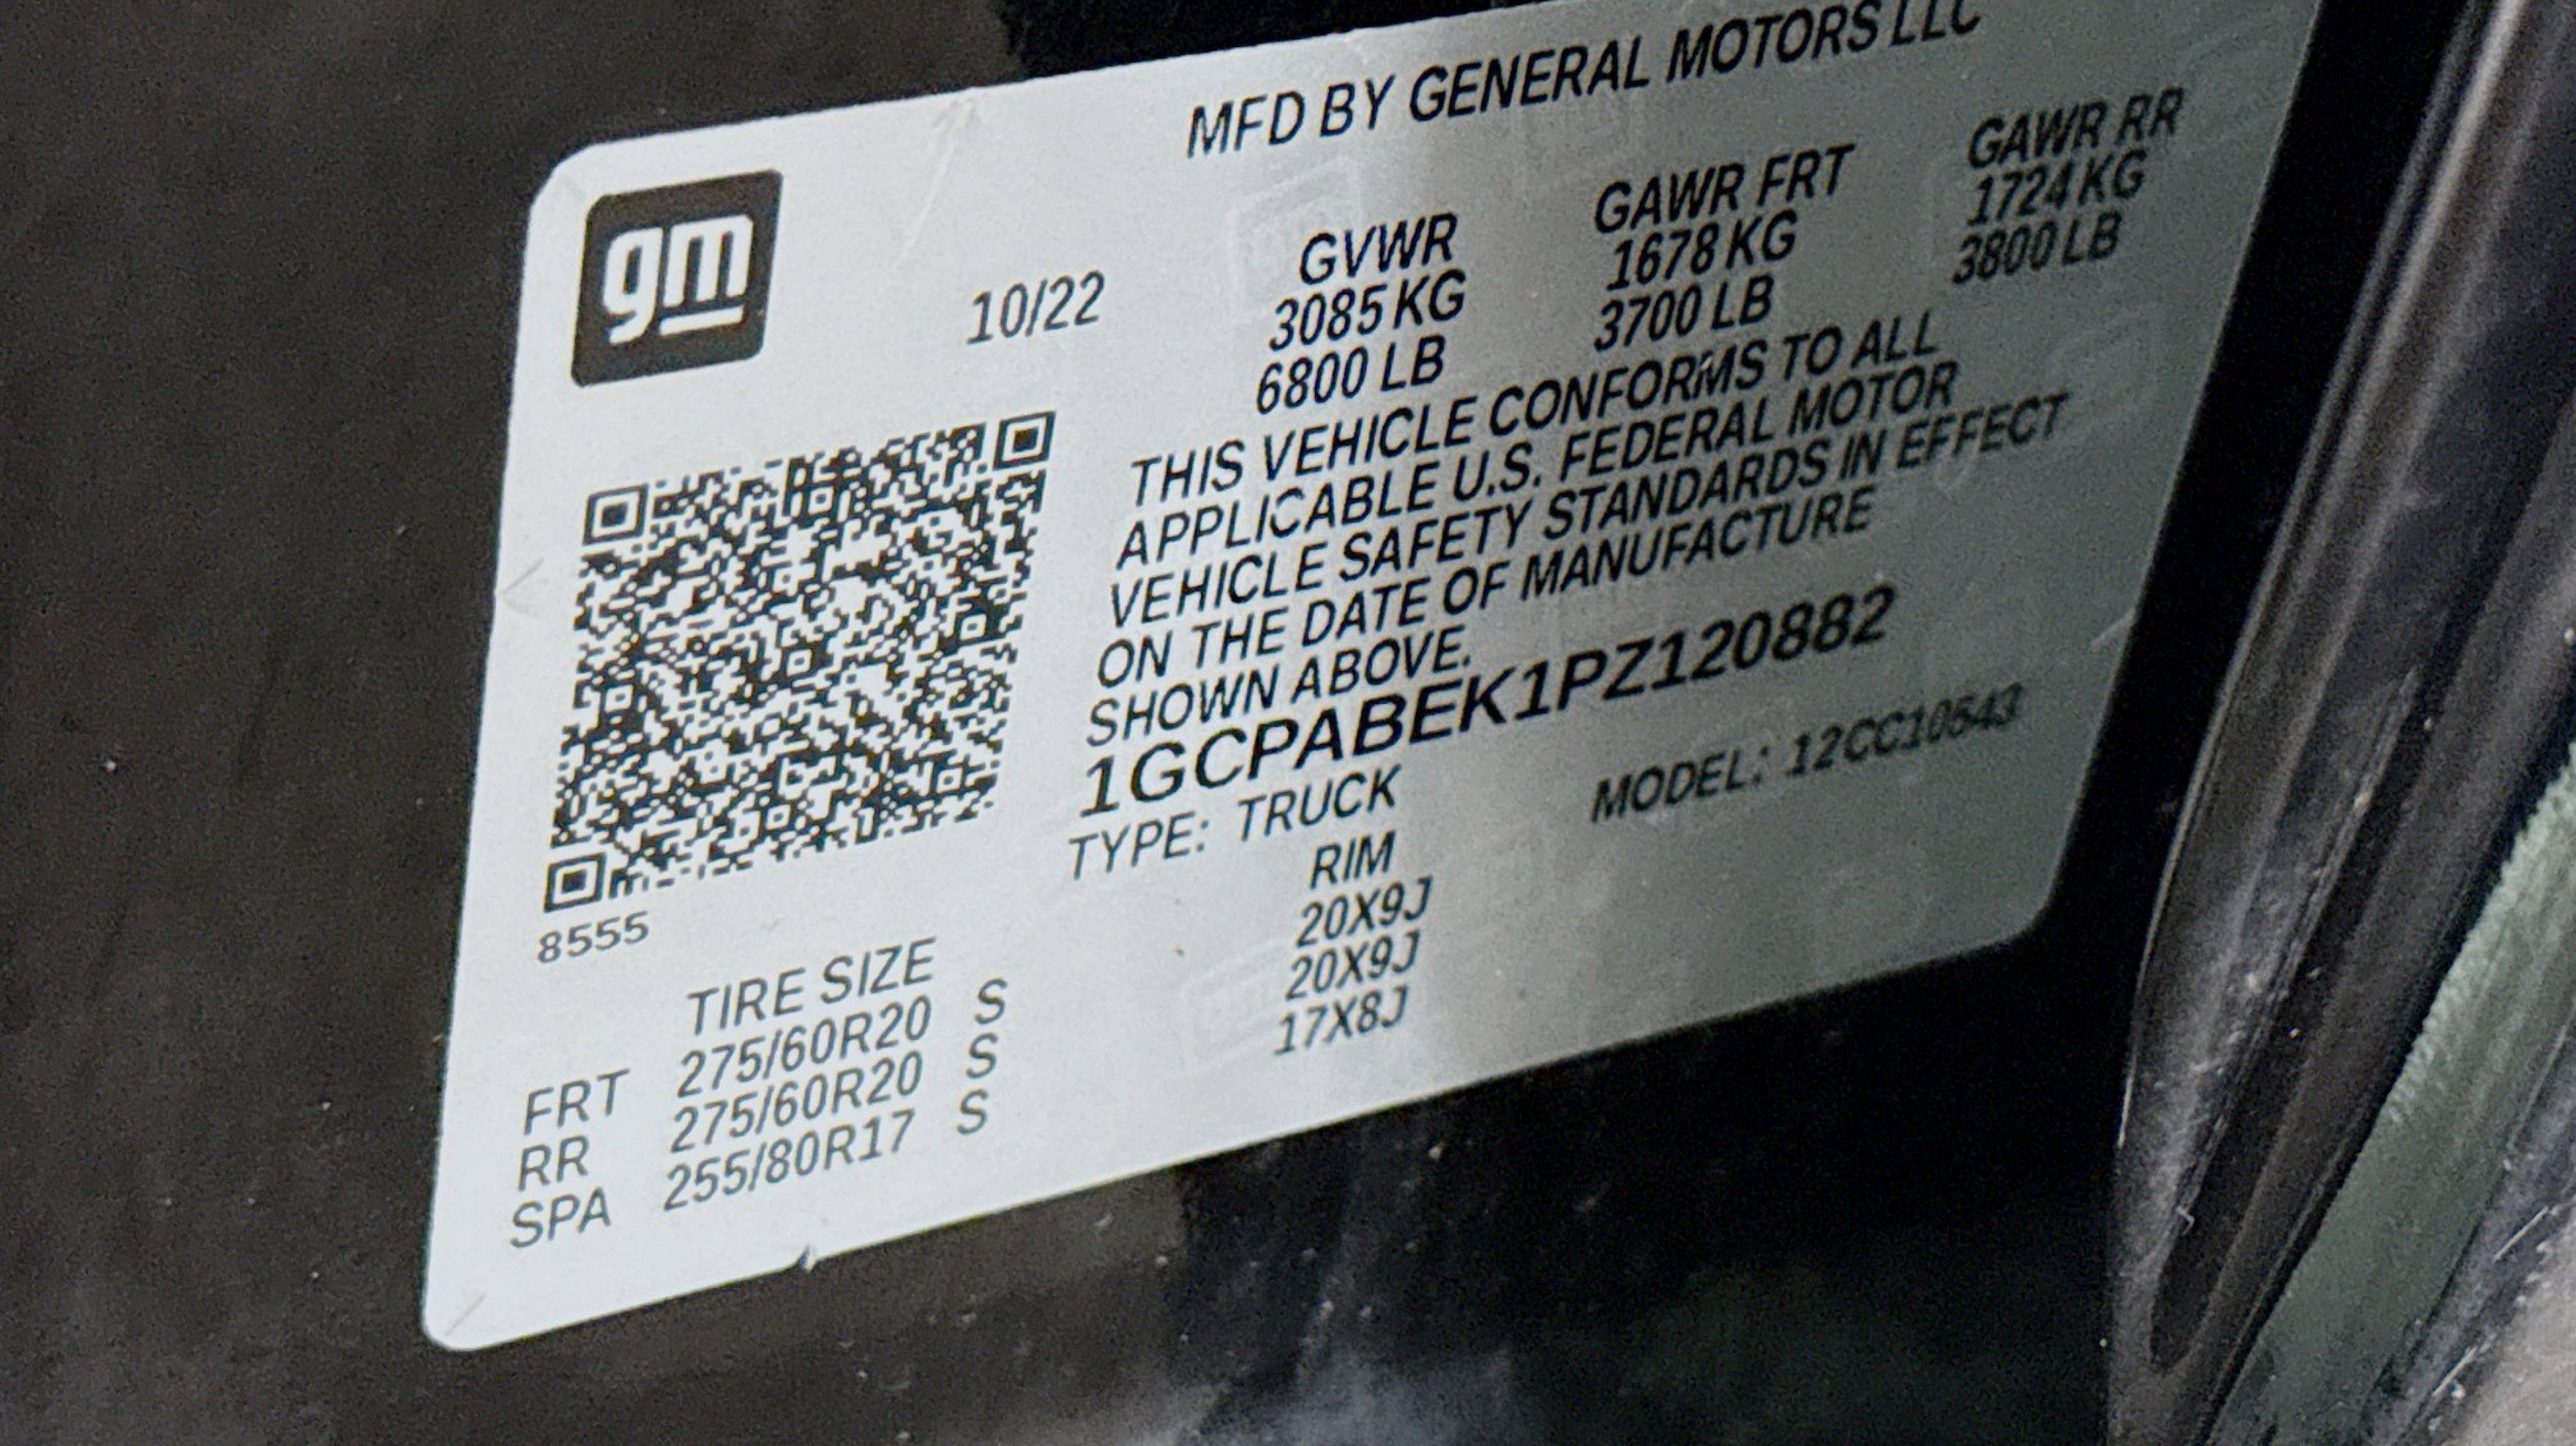 MFD BY GENERAL MOTORS LLC
gm
10/22
GVWR GAWR FRT GAWR RR
3085 KG 1678 KG 1724 KG
6800 LB 3700 LB 3800 LB
THIS VEHICLE CONFORMS TO ALL
APPLICABLE U.S. FEDERAL MOTOR
VEHICLE SAFETY STANDARDS IN EFFECT
ON THE DATE OF MANUFACTURE
SHOWN ABOVE.
1GCPABEK1PZ120882
TYPE: TRUCK MODEL: 12CC10543
8555
TIRE SIZE RIM
FRT 275/60R20 S 20X9J
RR 275/60R20 S 20X9J
SPA 255/80R17 S 17X8J